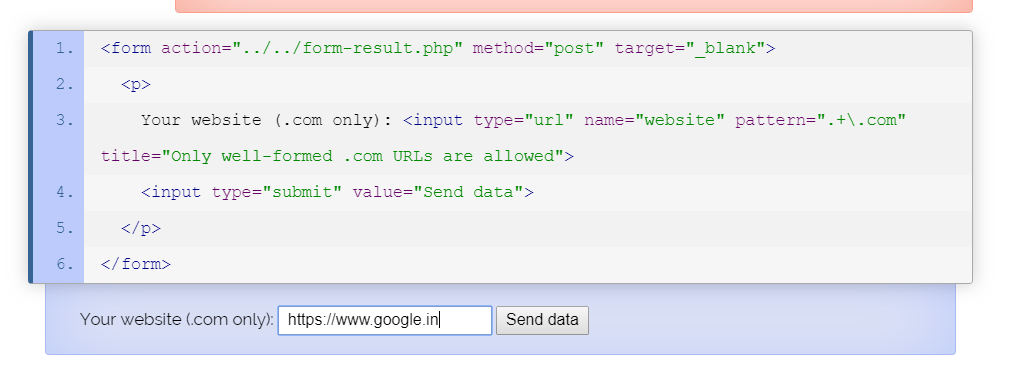 1. <form action="../../form-result.php" method="post" target="_blank">
2. <p>
3. Your website (.com only): <input type="url" name="website" pattern=".+\.com"
title="Only well-formed .com URLs are allowed">
4. <input type="submit" value="Send data">
5. </p>
6. </form>
Your website (.com only): https://www.google.in Send data